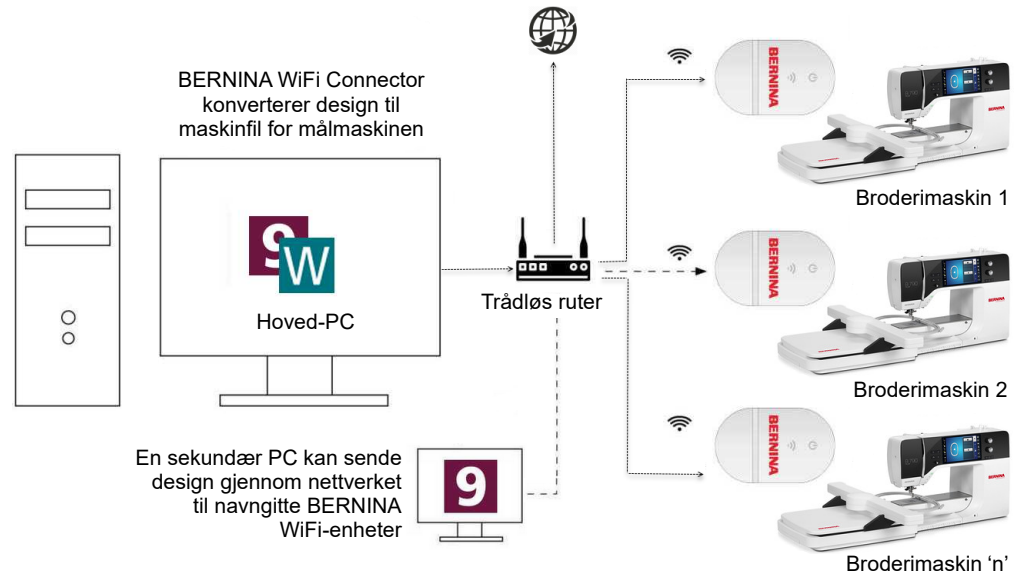 BERNINA WiFi Connector
konverterer design til
maskinfil for målmaskinen
9
W
Hoved-PC
Trådløs ruter
BERNINA
Broderimaskin 1
BERNINA
Broderimaskin 2
BERNINA
Broderimaskin ‘n’
En sekundær PC kan sende
design gjennom nettverket
til navngitte BERNINA
WiFi-enheter
9